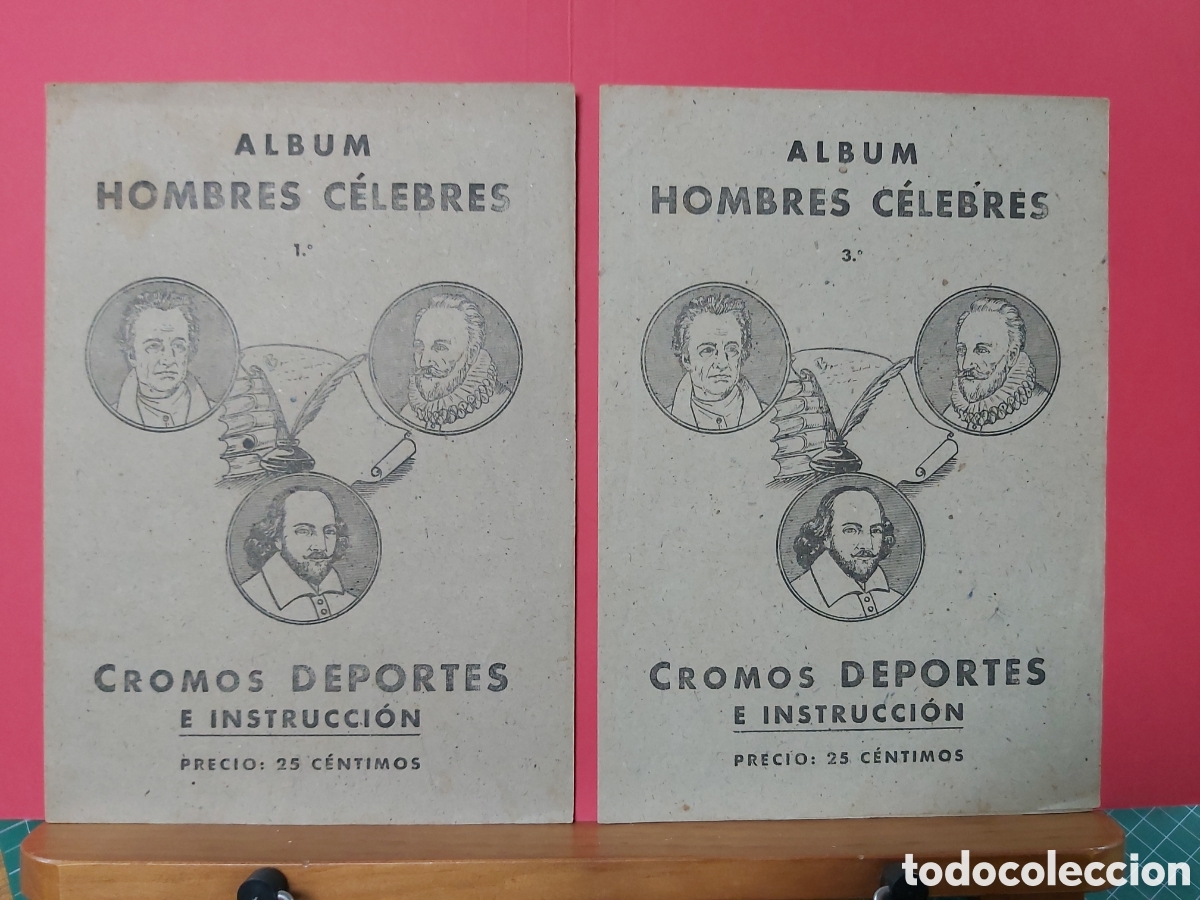 ALBUM
HOMBRES CÉLEBRES
1.º
CROMOS DEPORTES
E INSTRUCCIÓN
PRECIO: 25 CÉNTIMOS
ALBUM
HOMBRES CÉLEBRES
3.º
CROMOS DEPORTES
E INSTRUCCIÓN
PRECIO: 25 CÉNTIMOS
todocoleccion